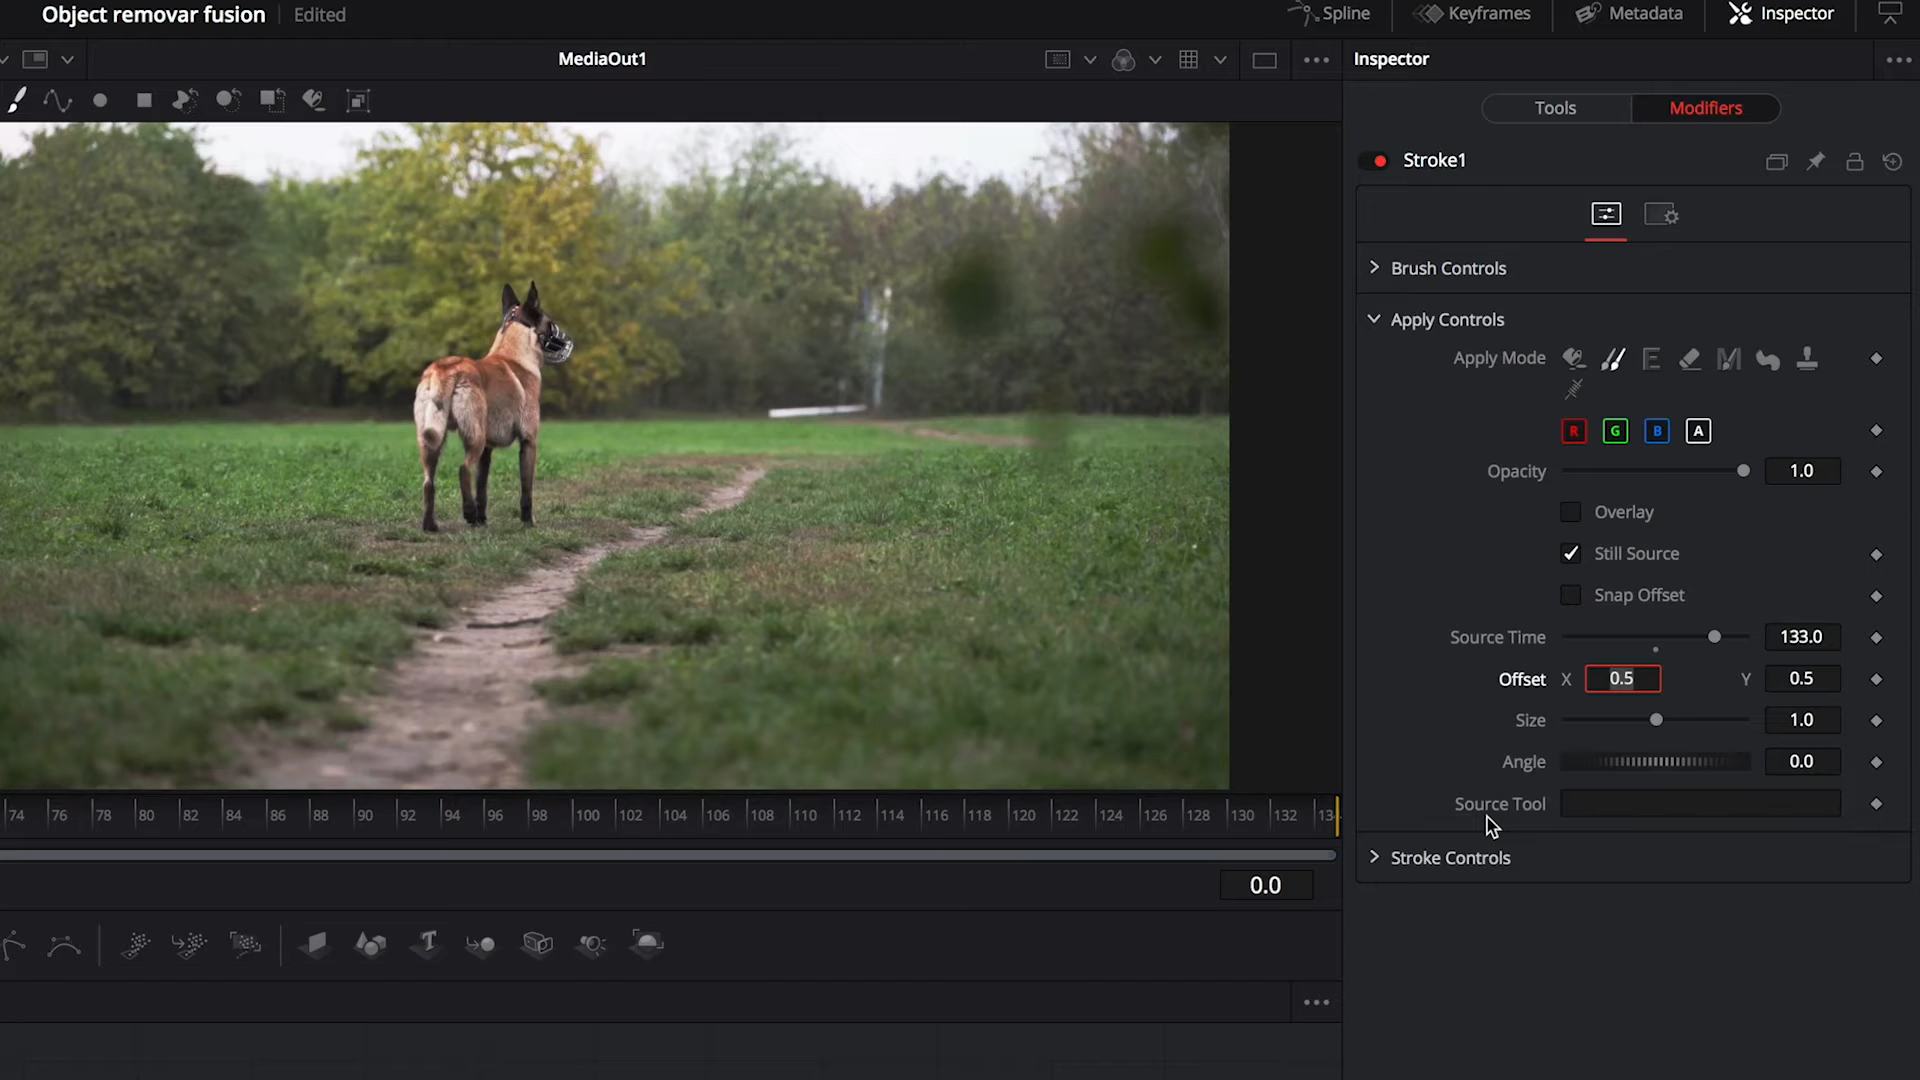 Object removar fusion Edited Spline Keyframes Metadata Inspector
MediaOut1 Inspector
Tools Modifiers
Stroke1
Brush Controls
Apply Controls
Apply Mode
R G B A
Opacity 1.0
Overlay
Still Source
Snap Offset
Source Time 133.0
Offset X 0.5 Y 0.5
Size 1.0
Angle 0.0
Source Tool
Stroke Controls
74 76 78 80 82 84 86 88 90 92 94 96 98 100 102 104 106 108 110 112 114 116 118 120 122 124 126 128 130 132
0.0